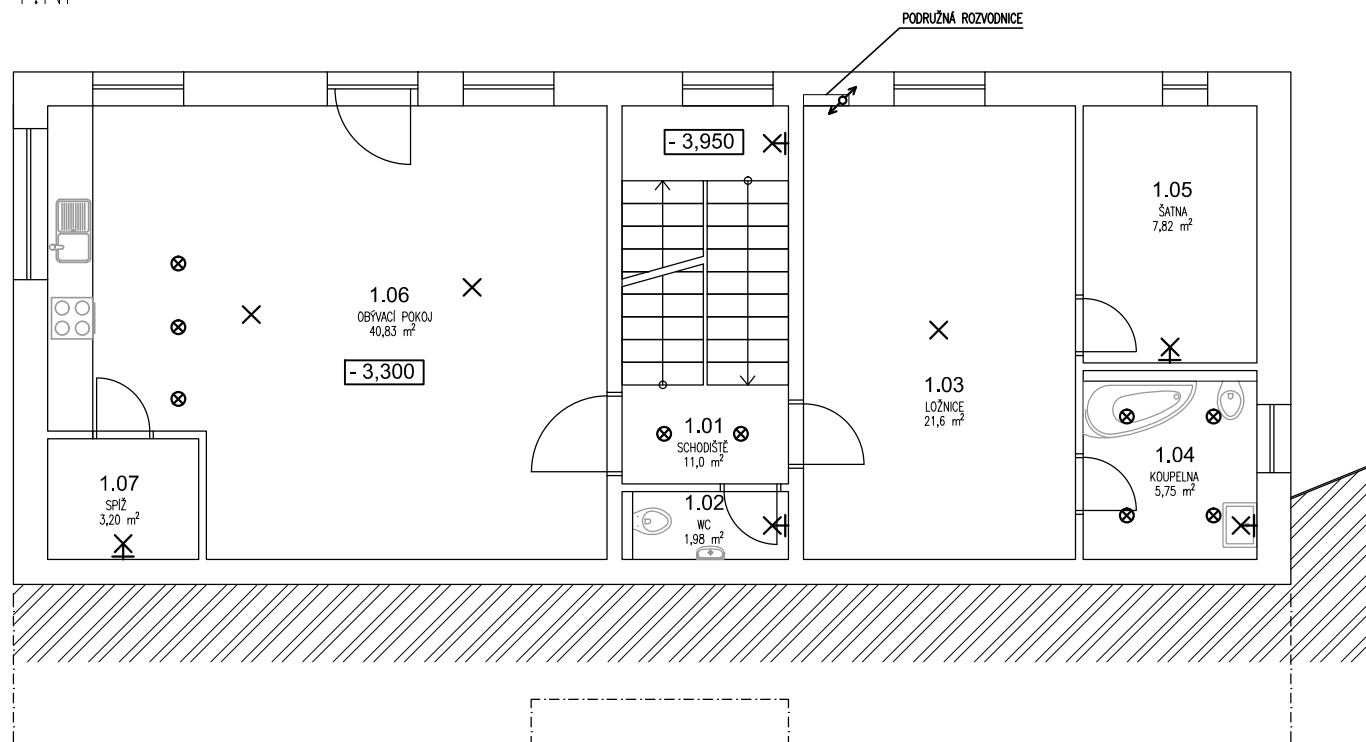 PODRUŽNÁ ROZVODNICE
- 3,950
1.05
ŠATNA
7,82 m²
1.06
OBÝVACÍ POKOJ
40,83 m²
- 3,300
1.03
LOŽNICE
21,6 m²
1.01
SCHODIŠTĚ
11,0 m²
1.04
KOUPELNA
5,75 m²
1.07
SPÍŽ
3,20 m²
1.02
WC
1,98 m²